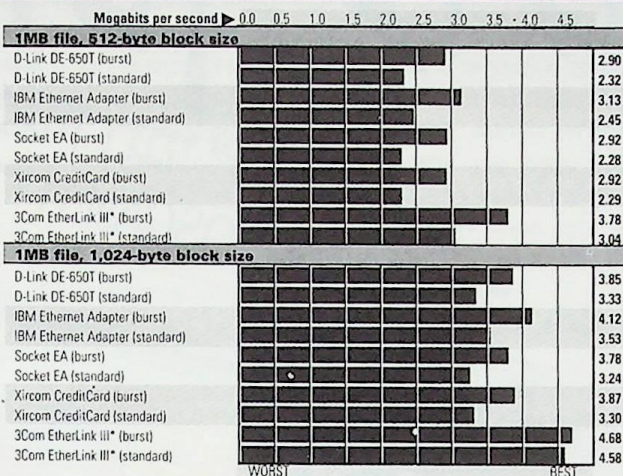 Megabits per second ▶ 0.0 0.5 1.0 1.5 2.0 2.5 3.0 3.5 4.0 4.5
1MB file, 512-byte block size
D-Link DE-650T (burst) 2.90
D-Link DE-650T (standard) 2.32
IBM Ethernet Adapter (burst) 3.13
IBM Ethernet Adapter (standard) 2.45
Socket EA (burst) 2.92
Socket EA (standard) 2.28
Xircom CreditCard (burst) 2.92
Xircom CreditCard (standard) 2.29
3Com EtherLink III* (burst) 3.78
3Com EtherLink III* (standard) 3.04
1MB file, 1,024-byte block size
D-Link DE-650T (burst) 3.85
D-Link DE-650T (standard) 3.33
IBM Ethernet Adapter (burst) 4.12
IBM Ethernet Adapter (standard) 3.53
Socket EA (burst) 3.78
Socket EA (standard) 3.24
Xircom CreditCard (burst) 3.87
Xircom CreditCard (standard) 3.30
3Com EtherLink III* (burst) 4.68
3Com EtherLink III* (standard) 4.58
WORST BEST